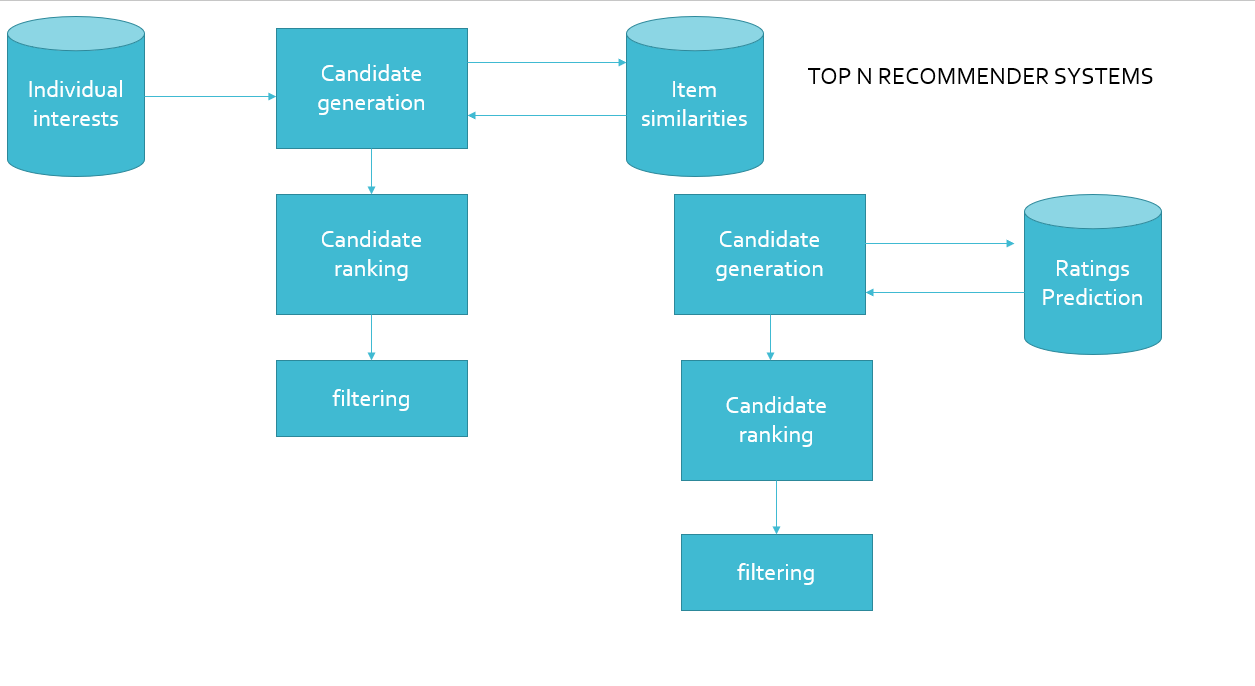 Individual
interests
Candidate
generation
Item
similarities
TOP N RECOMMENDER SYSTEMS
Candidate
ranking
filtering
Candidate
generation
Ratings
Prediction
Candidate
ranking
filtering